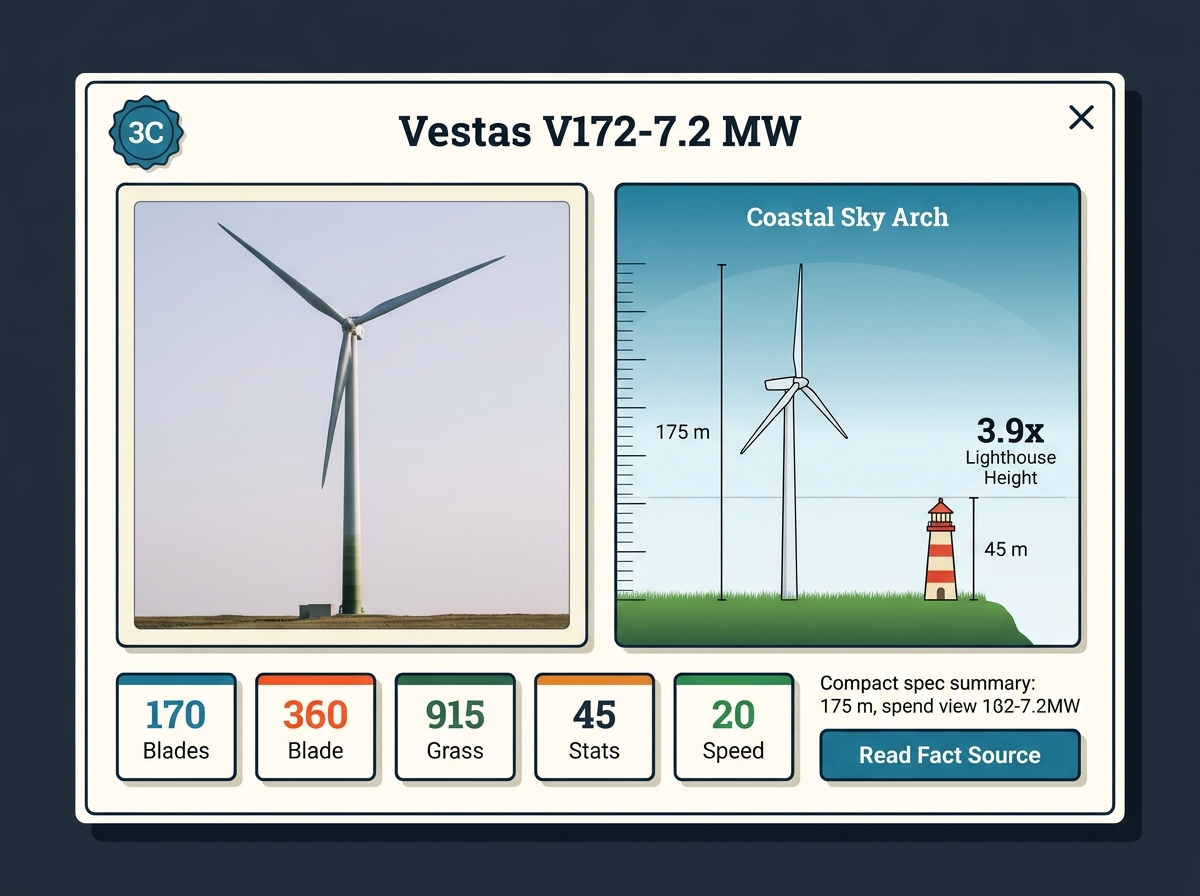 3C
Vestas V172-7.2 MW
Coastal Sky Arch
175 m
3.9x
Lighthouse
Height
45 m
170
Blades
360
Blade
915
Grass
45
Stats
20
Speed
Compact spec summary:
175 m, spend view 162-7.2MW
Read Fact Source